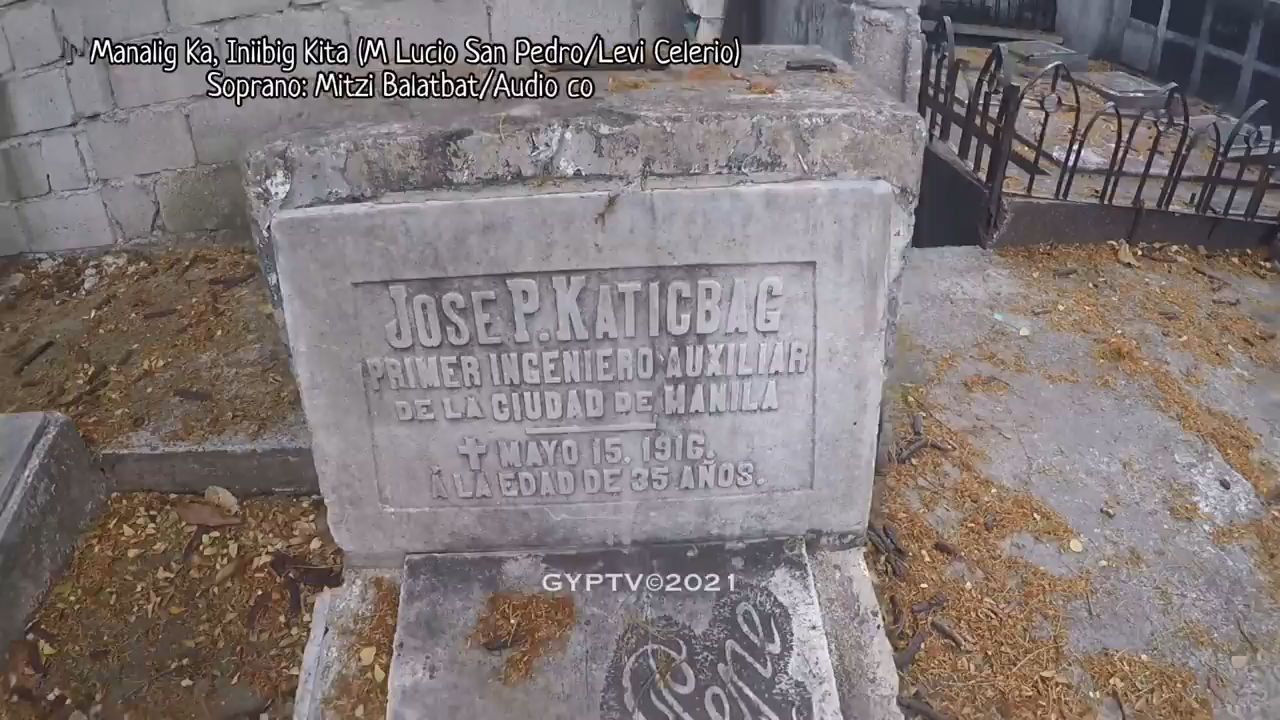 ♪ Manalig Ka, Iniibig Kita (M Lucio San Pedro/Levi Celerio)
Soprano: Mitzi Balatbat/Audio co
JOSE P. KATICBAG
PRIMER INGENIERO AUXILIAR
DE LA CIUDAD DE MANILA
✝ MAYO 15. 1916.
Á LA EDAD DE 35 AÑOS.
GYPTV©2021